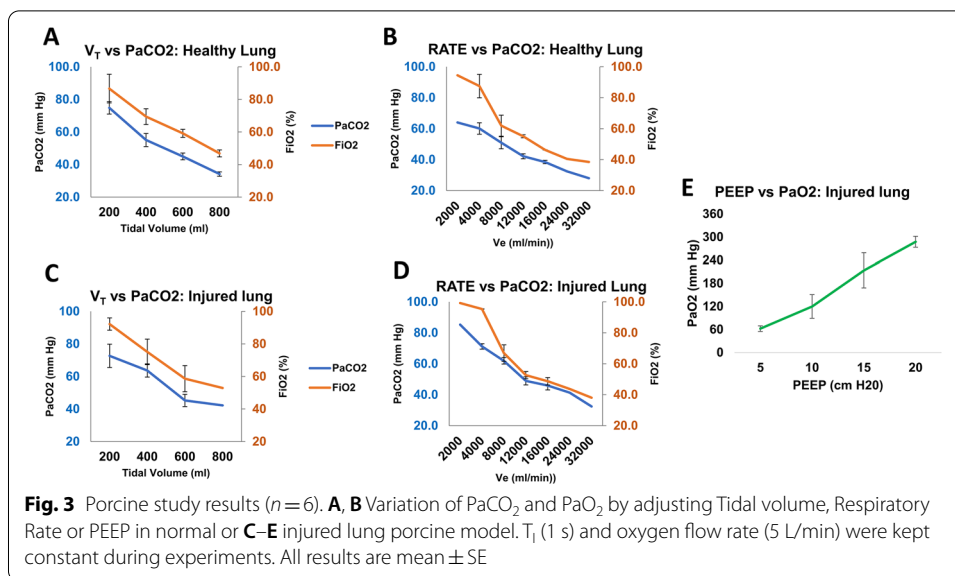 A
V_T vs PaCO2: Healthy Lung
100.0
80.0
60.0
40.0
20.0
PaCO2 (mm Hg)
100.0
80.0
60.0
40.0
20.0
FiO2 (%)
PaCO2
FiO2
200 400 600 800
Tidal Volume (ml)
B
RATE vs PaCO2: Healthy Lung
100.0
80.0
60.0
40.0
20.0
PaCO2 (mm Hg)
100.0
80.0
60.0
40.0
20.0
FiO2 (%)
2000 4000 8000 12000 16000 24000 32000
Ve (ml/min))
C
V_T vs PaCO2: Injured lung
100
80
60
40
20
PaCO2 (mm Hg)
100
80
60
40
20
FiO2 (%)
PaCO2
FiO2
200 400 600 800
Tidal Volume (ml)
D
RATE vs PaCO2: Injured Lung
100.0
80.0
60.0
40.0
20.0
PaCO2 (mm Hg)
100.0
80.0
60.0
40.0
20.0
FiO2 (%)
2000 4000 8000 12000 16000 24000 32000
Ve (ml/min))
E
PEEP vs PaO2: Injured lung
360
300
240
180
120
60
0
PaO2 (mm Hg)
5 10 15 20
PEEP (cm H20)
Fig. 3 Porcine study results (n = 6). A, B Variation of PaCO₂ and PaO₂ by adjusting Tidal volume, Respiratory
Rate or PEEP in normal or C–E injured lung porcine model. T_I (1 s) and oxygen flow rate (5 L/min) were kept
constant during experiments. All results are mean ± SE